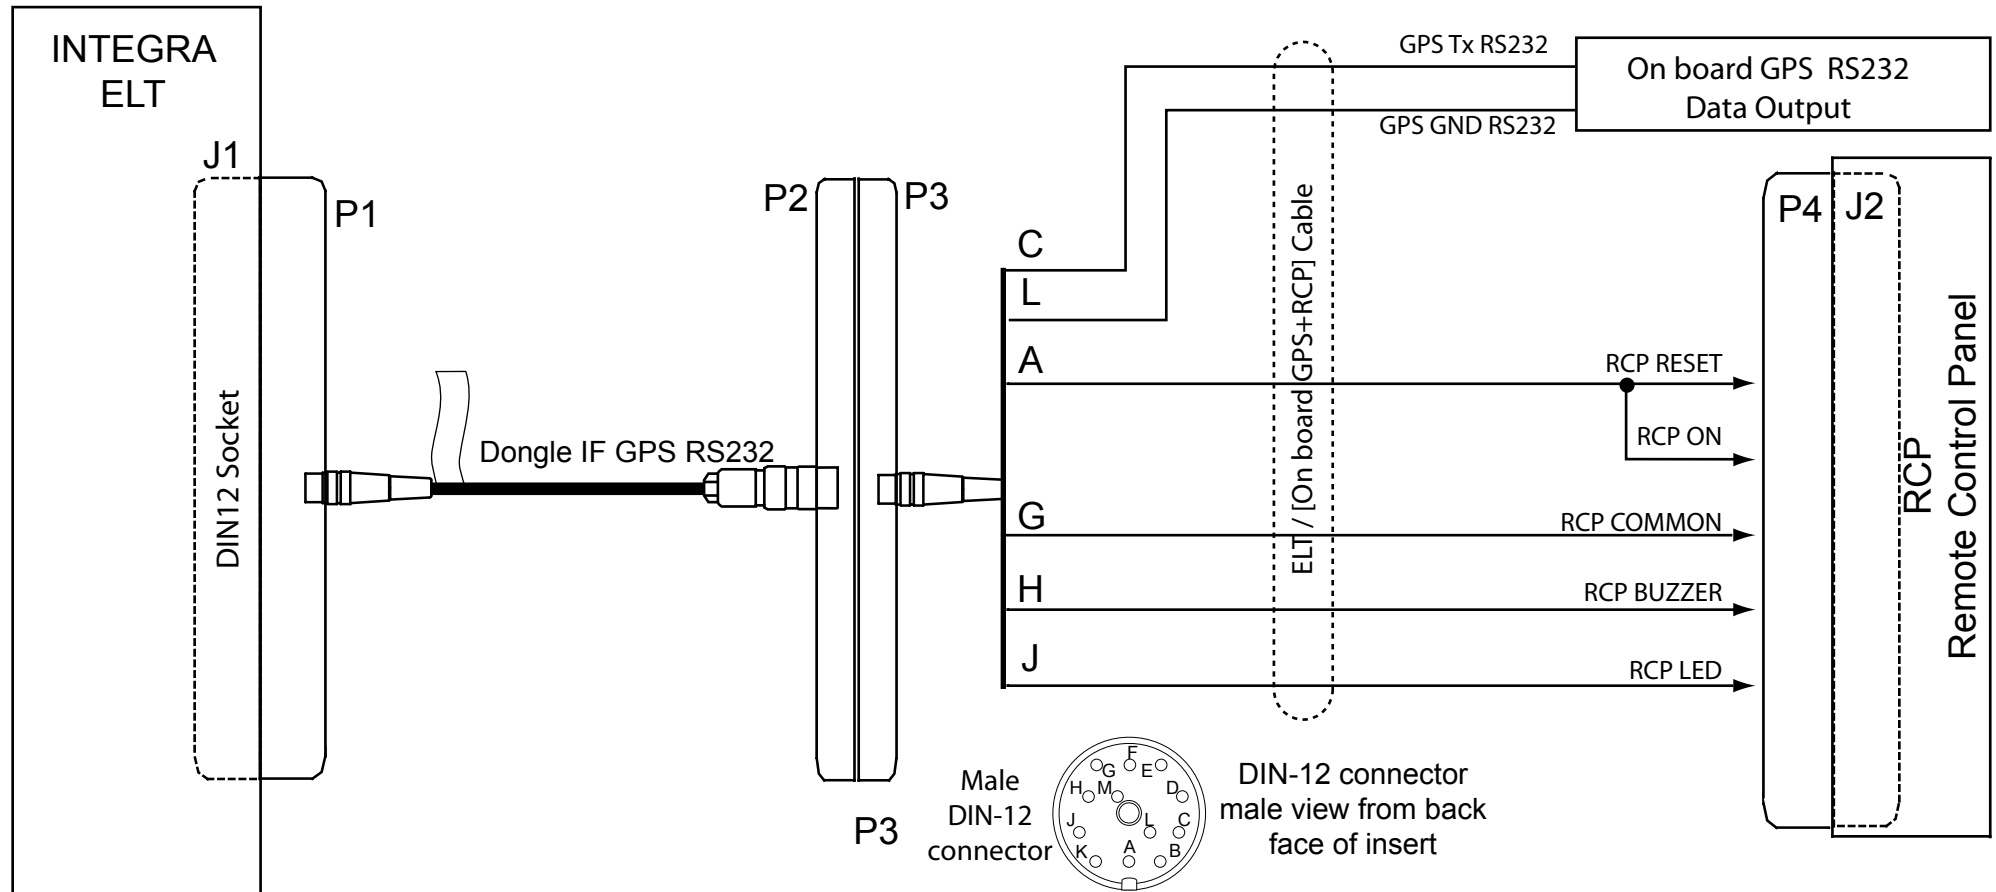 INTEGRA
ELT
J1
P1
DIN12 Socket
Dongle IF GPS RS232
P2
P3
GPS Tx RS232
GPS GND RS232
On board GPS RS232
Data Output
C
L
A
G
H
J
ELT / [On board GPS+RCP] Cable
RCP RESET
RCP ON
RCP COMMON
RCP BUZZER
RCP LED
P4
J2
RCP
Remote Control Panel
P3
Male
DIN-12
connector
F
G
E
H
M
D
J
L
C
K
A
B
DIN-12 connector
male view from back
face of insert